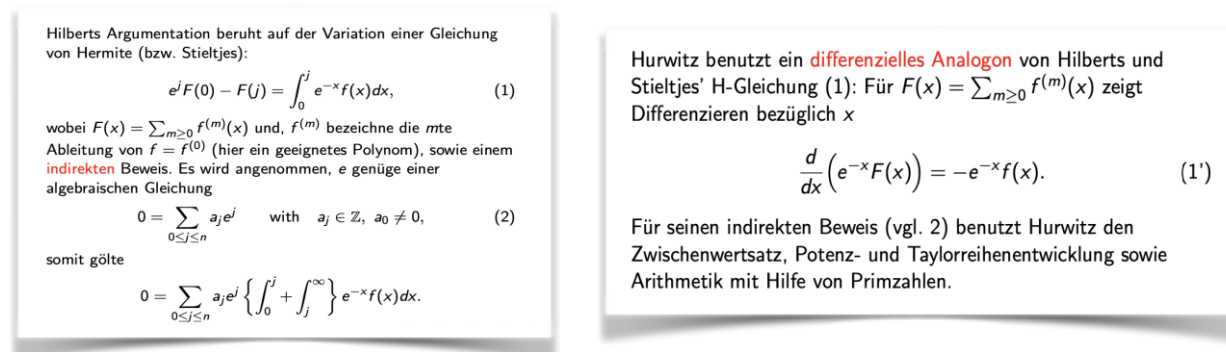 Hilberts Argumentation beruht auf der Variation einer Gleichung
von Hermite (bzw. Stieltjes):
e^j F(0) − F(j) = ∫_0^j e^{−x} f(x)dx, (1)
wobei F(x) = ∑_{m≥0} f^{(m)}(x) und, f^{(m)} bezeichne die mte
Ableitung von f = f^{(0)} (hier ein geeignetes Polynom), sowie einem
indirekten Beweis. Es wird angenommen, e genüge einer
algebraischen Gleichung
0 = ∑_{0≤j≤n} a_j e^j with a_j ∈ ℤ, a_0 ≠ 0, (2)
somit gölte
0 = ∑_{0≤j≤n} a_j e^j { ∫_0^j + ∫_j^∞ } e^{−x} f(x)dx.
Hurwitz benutzt ein differenzielles Analogon von Hilberts und
Stieltjes' H-Gleichung (1): Für F(x) = ∑_{m≥0} f^{(m)}(x) zeigt
Differenzieren bezüglich x
d/dx (e^{−x} F(x)) = −e^{−x} f(x). (1')
Für seinen indirekten Beweis (vgl. 2) benutzt Hurwitz den
Zwischenwertsatz, Potenz- und Taylorreihenentwicklung sowie
Arithmetik mit Hilfe von Primzahlen.